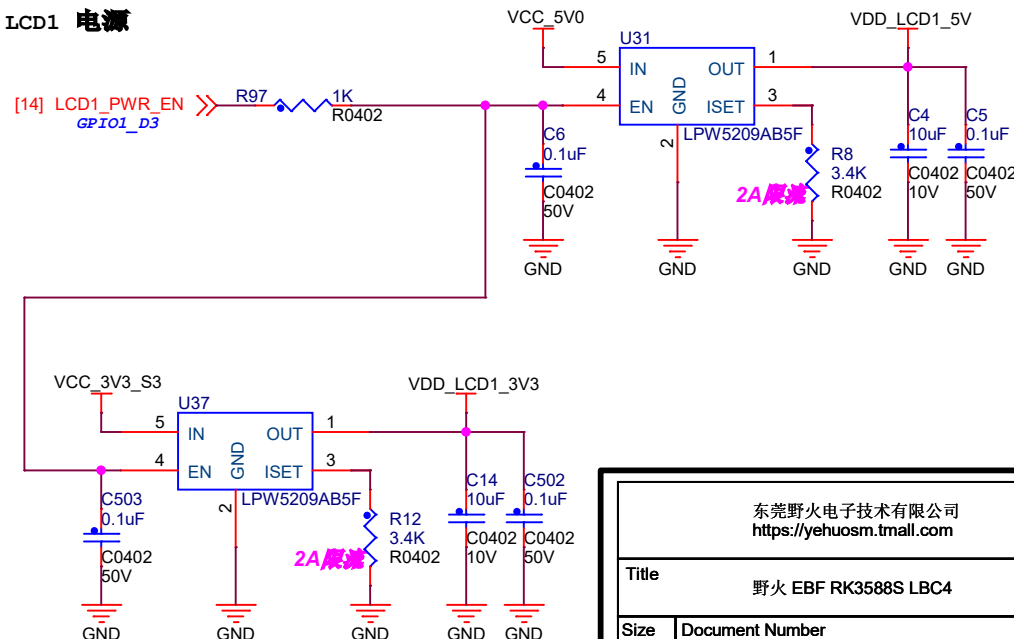 LCD1 电源
VCC_5V0
VDD_LCD1_5V
U31
5 IN OUT 1
4 EN GND ISET 3
2
LPW5209AB5F
[14] LCD1_PWR_EN
GPIO1_D3
R97 1K
R0402
C6
0.1uF
C0402
50V
R8
3.4K
R0402
2A限流
C4
10uF
C0402
10V
C5
0.1uF
C0402
50V
GND
GND
GND
GND
GND
VCC_3V3_S3
VDD_LCD1_3V3
U37
5 IN OUT 1
4 EN GND ISET 3
2
LPW5209AB5F
C503
0.1uF
C0402
50V
R12
3.4K
R0402
2A限流
C14
10uF
C0402
10V
C502
0.1uF
C0402
50V
GND
GND
GND
GND
GND
东莞野火电子技术有限公司
https://yehuosm.tmall.com
Title
野火 EBF RK3588S LBC4
Size Document Number